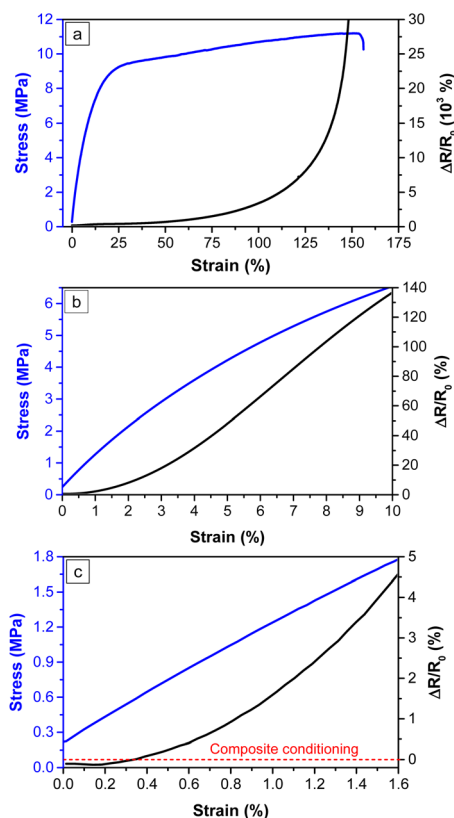 a
12
10
8
6
4
2
0
Stress (MPa)
30
25
20
15
10
5
0
ΔR/R0 (10^3 %)
0 25 50 75 100 125 150 175
Strain (%)
b
6
5
4
3
2
1
0
Stress (MPa)
140
120
100
80
60
40
20
0
ΔR/R0 (%)
0 1 2 3 4 5 6 7 8 9 10
Strain (%)
c
1.8
1.5
1.2
0.9
0.6
0.3
0.0
Stress (MPa)
5
4
3
2
1
0
ΔR/R0 (%)
Composite conditioning
0.0 0.2 0.4 0.6 0.8 1.0 1.2 1.4 1.6
Strain (%)